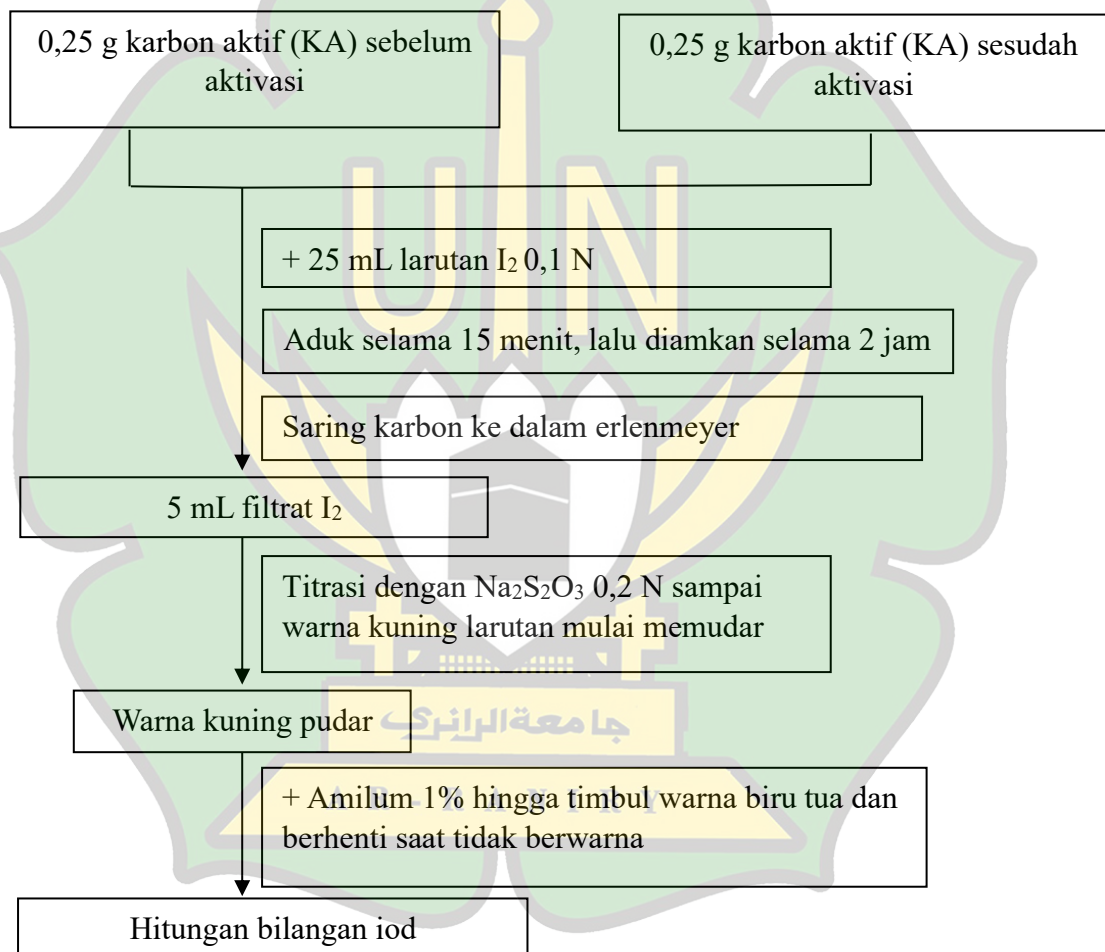 0,25 g karbon aktif (KA) sebelum
aktivasi
0,25 g karbon aktif (KA) sesudah
aktivasi
UIN
+ 25 mL larutan I₂ 0,1 N
Aduk selama 15 menit, lalu diamkan selama 2 jam
Saring karbon ke dalam erlenmeyer
5 mL filtrat I₂
Titrasi dengan Na₂S₂O₃ 0,2 N sampai
warna kuning larutan mulai memudar
Warna kuning pudar
جامعة الرانري
AR-RANIRY
+ Amilum 1% hingga timbul warna biru tua dan
berhenti saat tidak berwarna
Hitungan bilangan iod